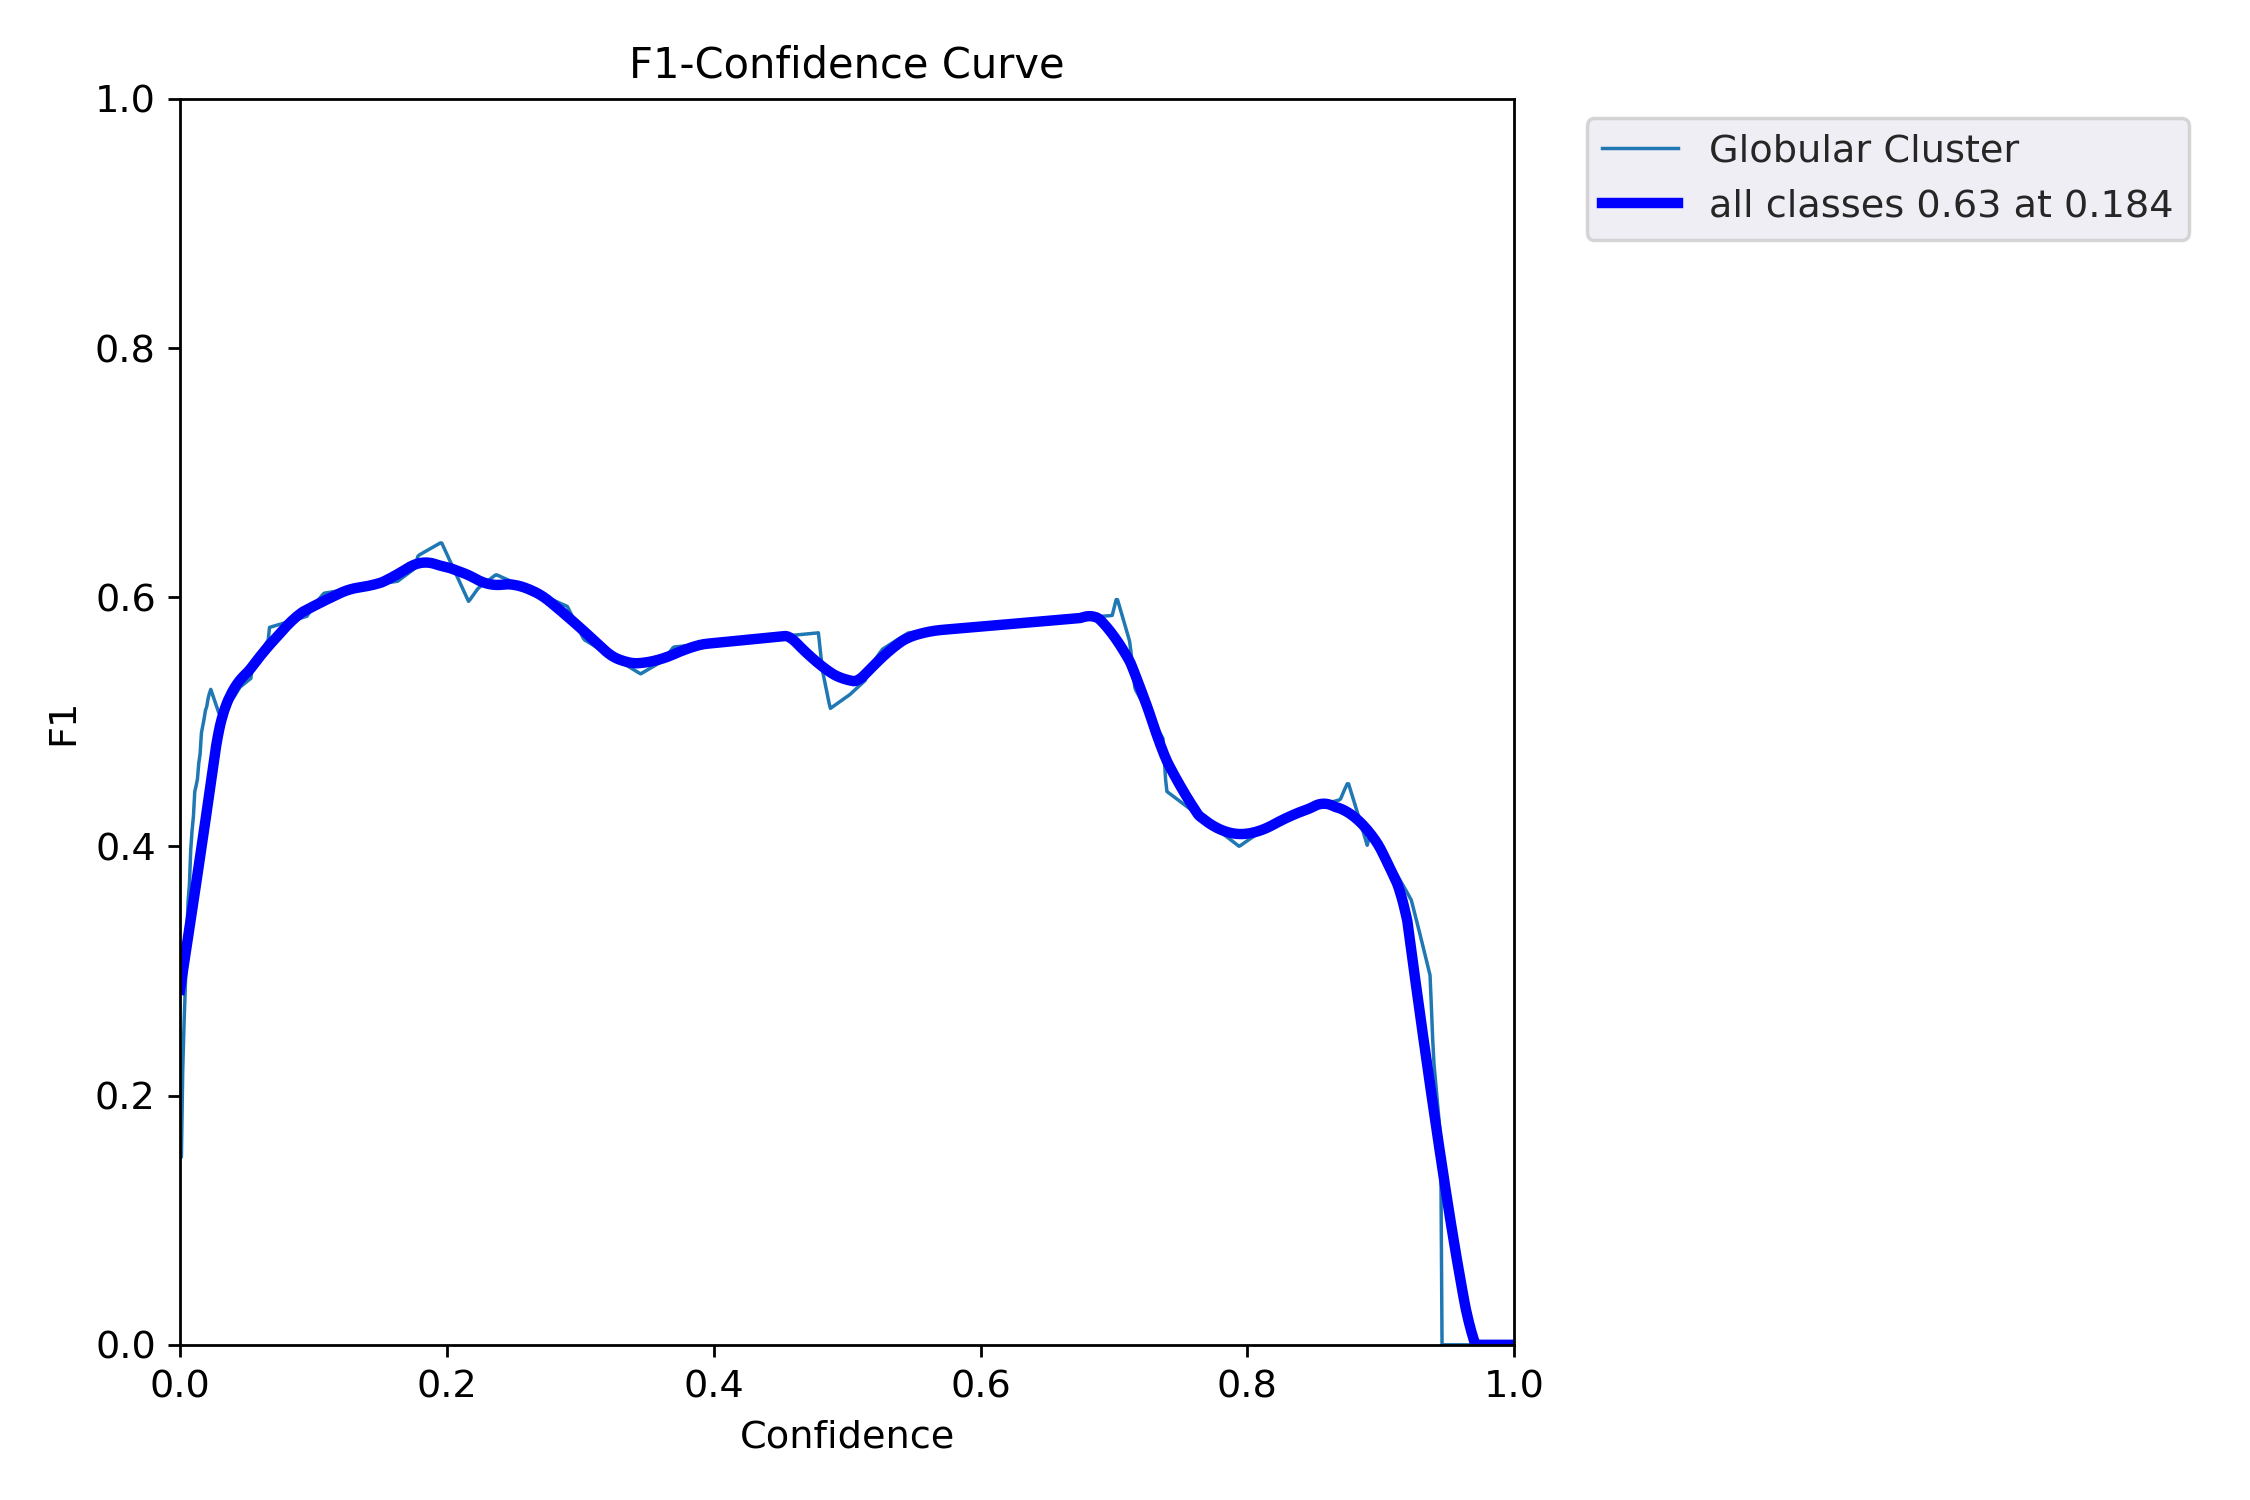 F1-Confidence Curve
Globular Cluster
all classes 0.63 at 0.184
F1
1.0
0.8
0.6
0.4
0.2
0.0
0.0 0.2 0.4 0.6 0.8 1.0
Confidence